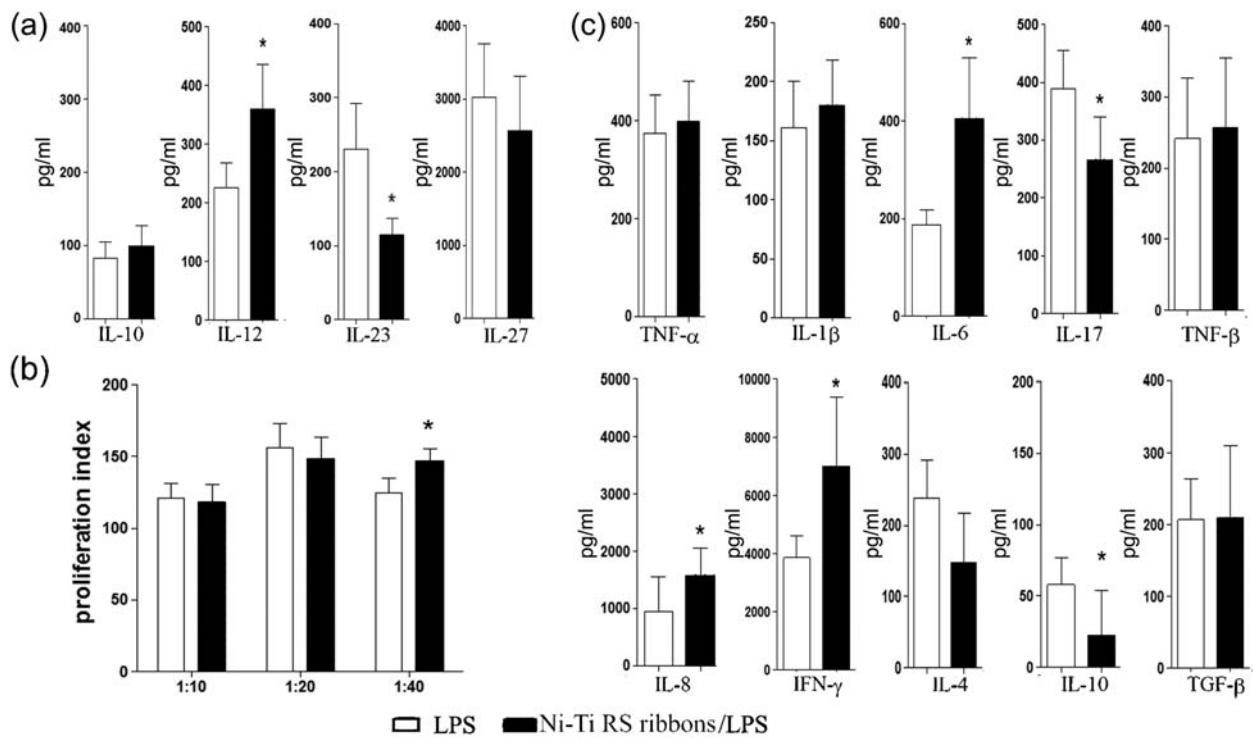 (a)
pg/ml
400
300
200
100
0
IL-10
pg/ml
500
400
300
200
100
0
*
IL-12
pg/ml
400
300
200
100
0
*
IL-23
pg/ml
4000
3000
2000
1000
0
IL-27
(c)
pg/ml
600
400
200
0
TNF-α
pg/ml
250
200
150
100
50
0
IL-1β
pg/ml
600
400
200
0
*
IL-6
pg/ml
500
400
300
200
100
0
*
IL-17
pg/ml
400
300
200
100
0
TNF-β
(b)
proliferation index
200
150
100
50
0
*
1:10 1:20 1:40
pg/ml
5000
4000
3000
2000
1000
0
*
IL-8
pg/ml
10000
8000
6000
4000
2000
0
*
IFN-γ
pg/ml
400
300
200
100
0
IL-4
pg/ml
200
150
100
50
0
*
IL-10
pg/ml
400
300
200
100
0
TGF-β
LPS Ni-Ti RS ribbons/LPS